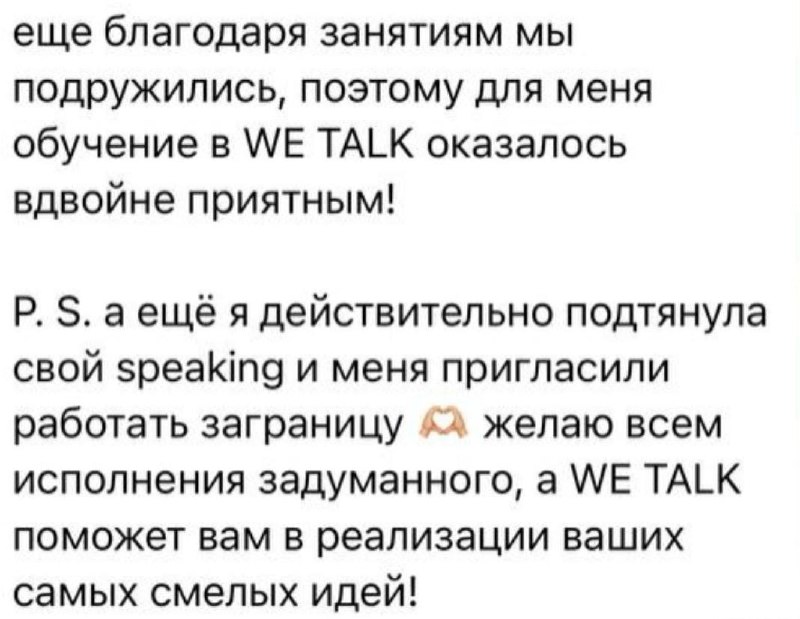 еще благодаря занятиям мы
подружились, поэтому для меня
обучение в WE TALK оказалось
вдвойне приятным!
P. S. а ещё я действительно подтянула
свой speaking и меня пригласили
работать заграницу 🫶🏼 желаю всем
исполнения задуманного, а WE TALK
поможет вам в реализации ваших
самых смелых идей!